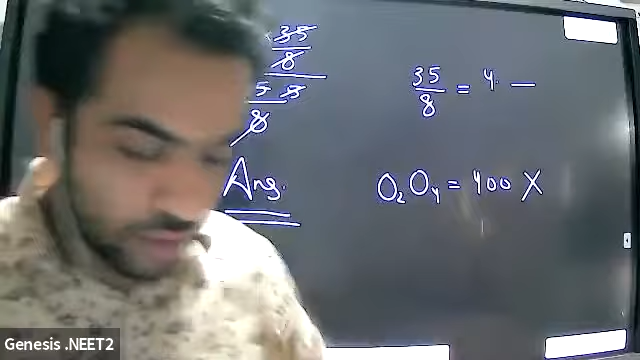 35
8
5
8
Ans.
35/8 = 4. —
O₂O₄ = 400 X
Genesis .NEET2